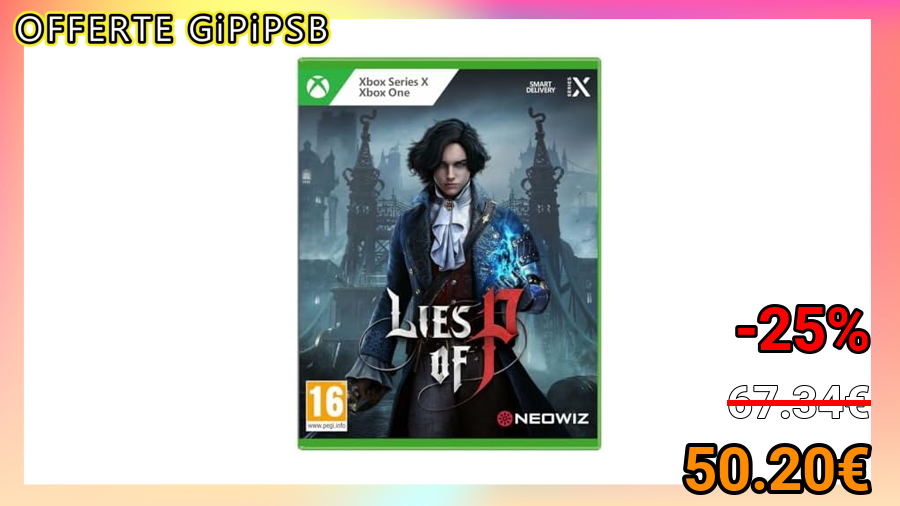 OFFERTE GiPiPSB
Xbox Series X
Xbox One
SMART
DELIVERY
SERIES X
LIES OF P
16
www.pegi.info
NEOWIZ
-25%
67.34€
50.20€